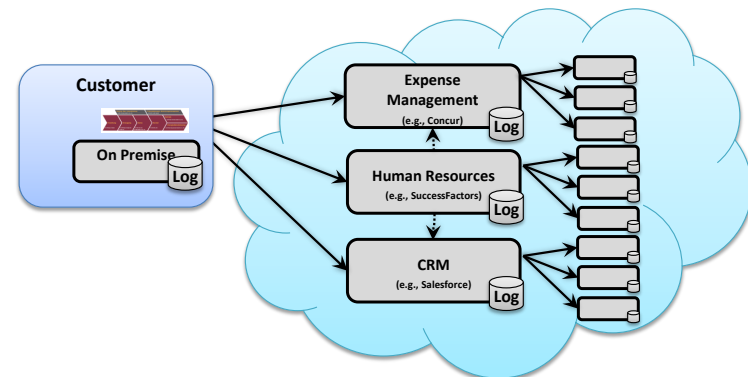 Customer
On Premise
Log
Expense
Management
(e.g., Concur)
Log
Human Resources
(e.g., SuccessFactors)
Log
CRM
(e.g., Salesforce)
Log